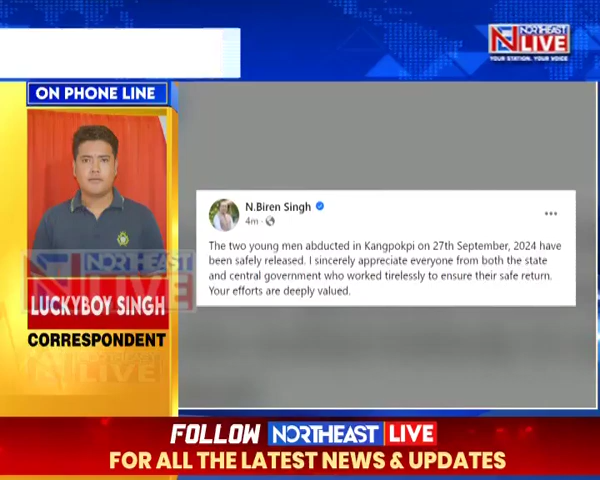 NORTHEAST
LIVE
YOUR STATION, YOUR VOICE
ON PHONE LINE
N.Biren Singh
4m
The two young men abducted in Kangpokpi on 27th September, 2024 have
been safely released. I sincerely appreciate everyone from both the state
and central government who worked tirelessly to ensure their safe return.
Your efforts are deeply valued.
NORTHEAST
LIVE
LUCKYBOY SINGH
CORRESPONDENT
LIVE
FOLLOW NORTHEAST LIVE
FOR ALL THE LATEST NEWS & UPDATES